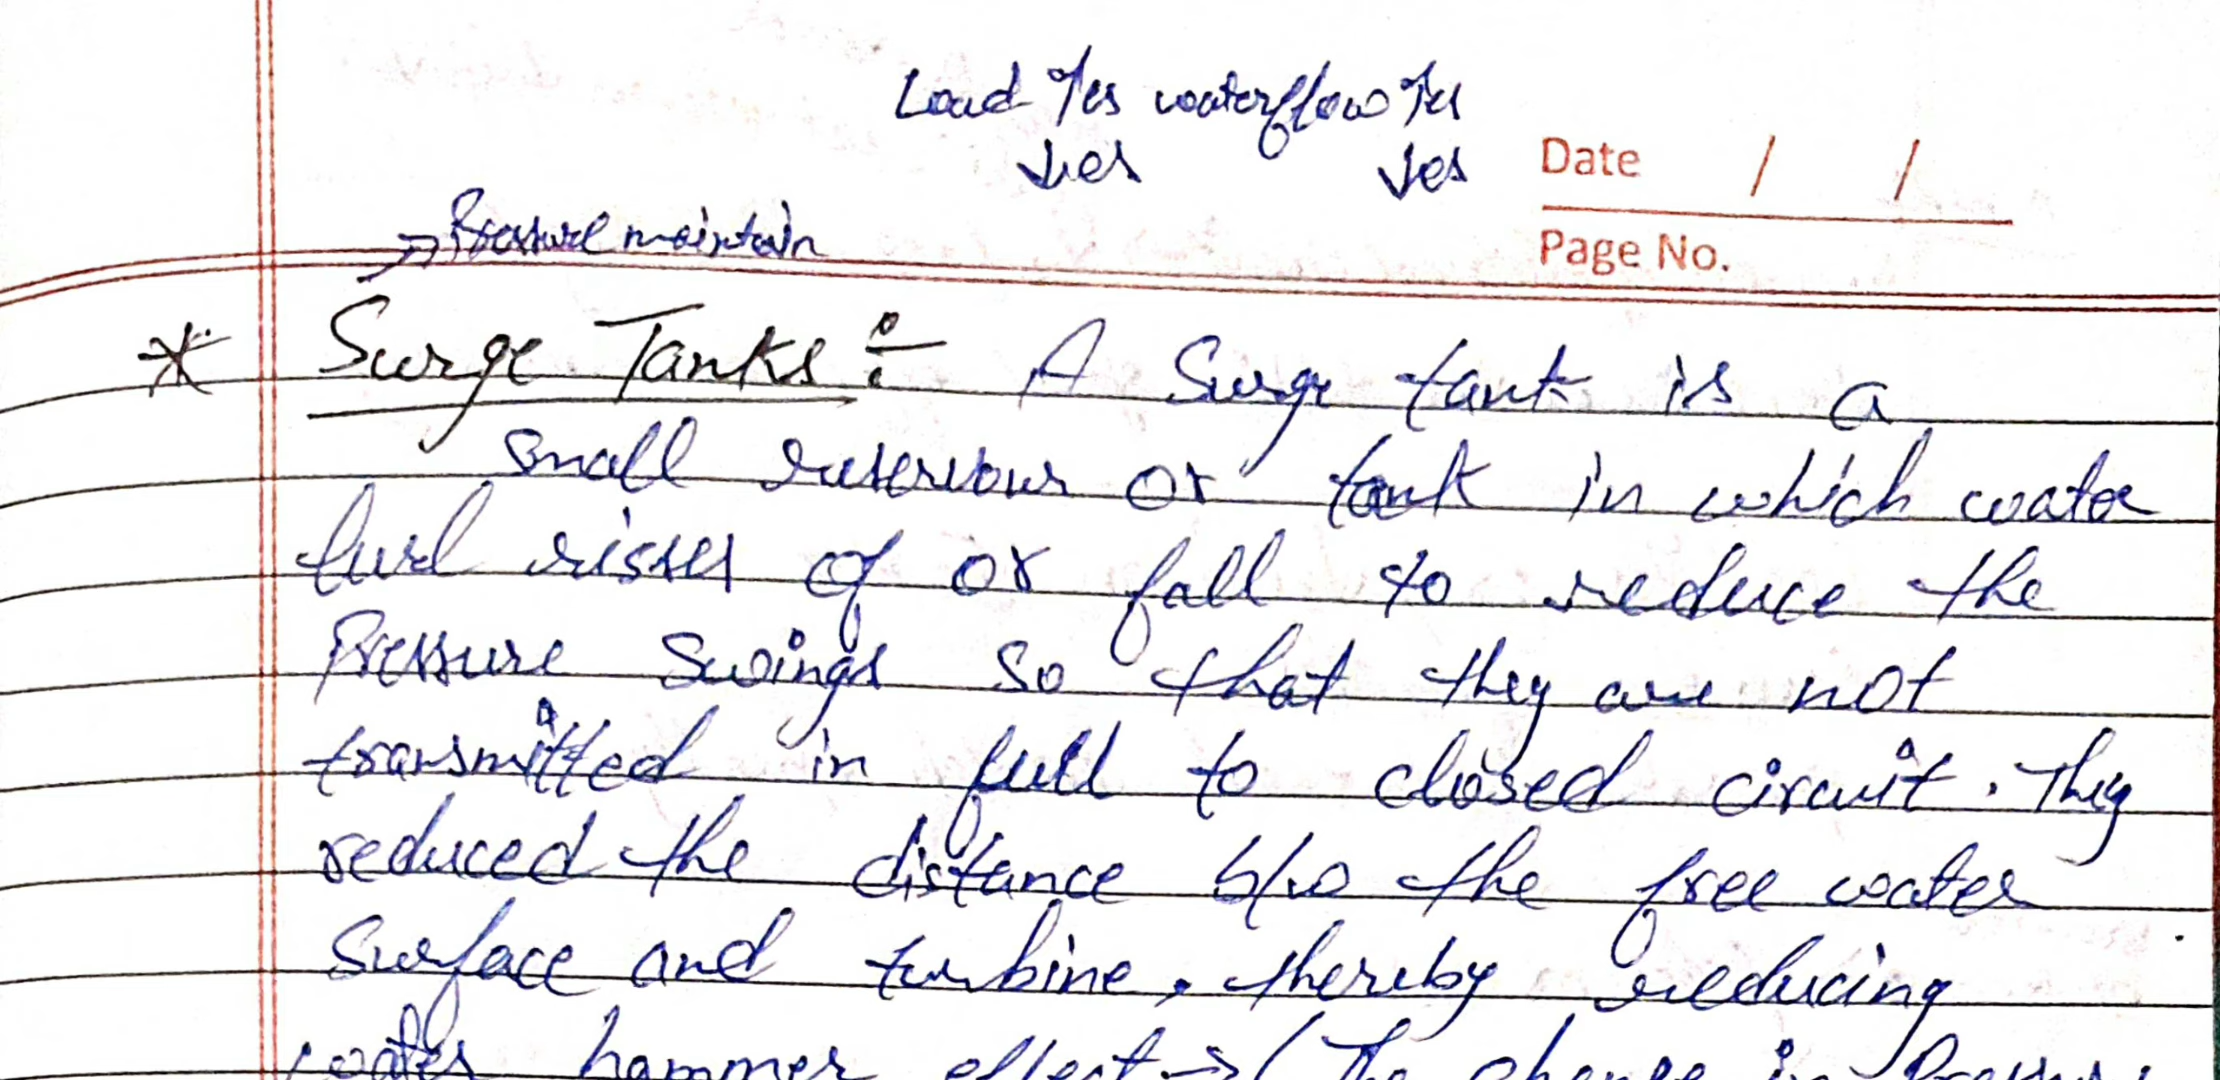 Load ↑es waterflow ↑es
↓es ↓es
Date / /
→ Pressure maintain
Page No.
* Surge Tanks :- A Surge tank is a
small reservour or tank in which water
level risses of or fall to reduce the
Pressure swings so that they are not
transmitted in full to closed circuit. They
reduced the distance b/w the free water
Surface and turbine, thereby reducing
water hammer effect → (The change in Pressure